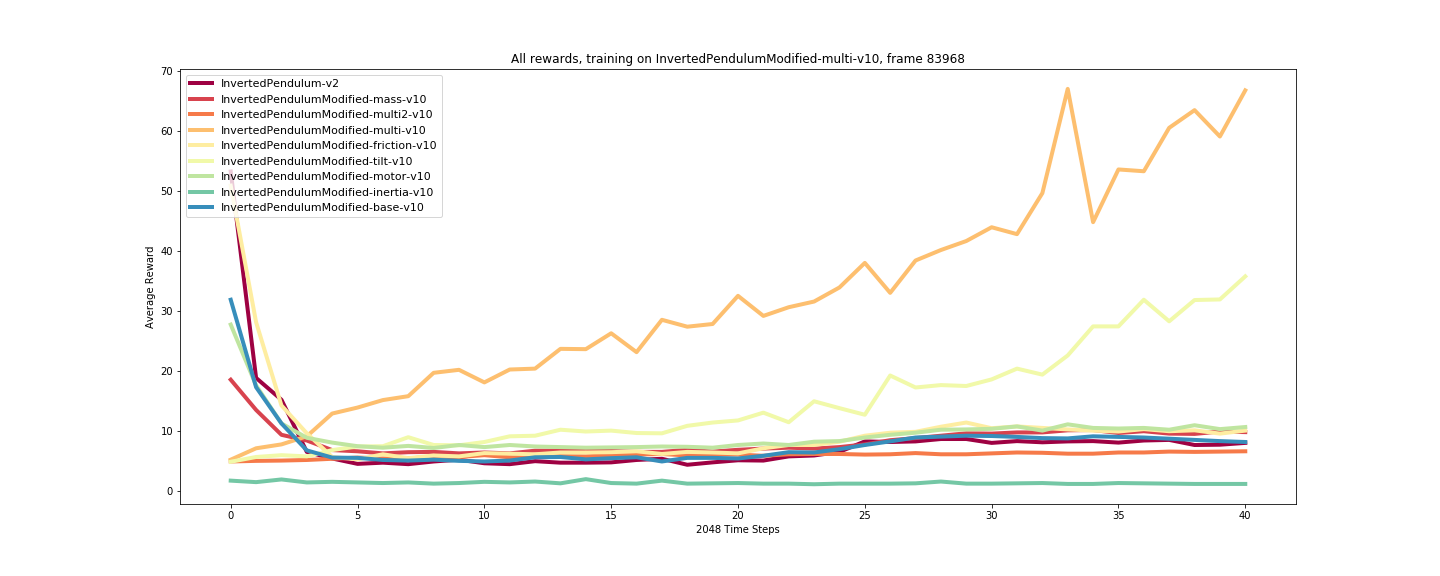 All rewards, training on InvertedPendulumModified-multi-v10, frame 83968
InvertedPendulum-v2
InvertedPendulumModified-mass-v10
InvertedPendulumModified-multi2-v10
InvertedPendulumModified-multi-v10
InvertedPendulumModified-friction-v10
InvertedPendulumModified-tilt-v10
InvertedPendulumModified-motor-v10
InvertedPendulumModified-inertia-v10
InvertedPendulumModified-base-v10
Average Reward
70
60
50
40
30
20
10
0
0 5 10 15 20 25 30 35 40
2048 Time Steps